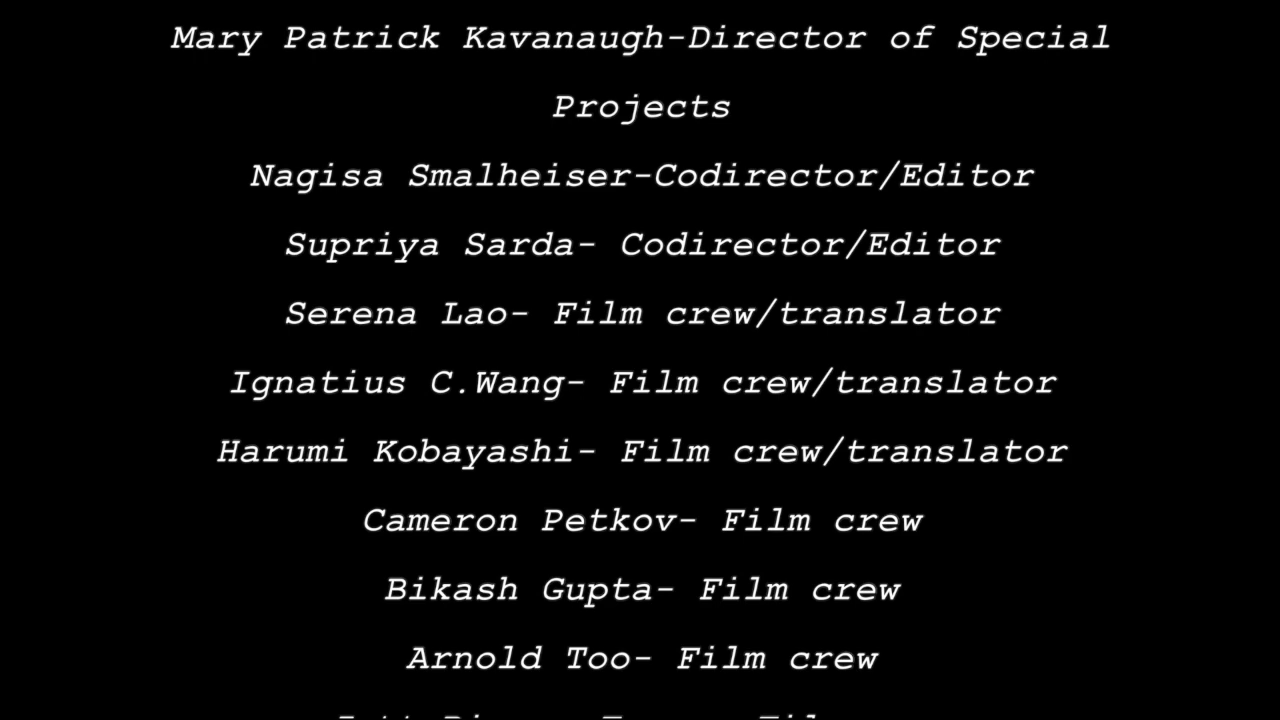 Mary Patrick Kavanaugh-Director of Special
Projects
Nagisa Smalheiser-Codirector/Editor
Supriya Sarda- Codirector/Editor
Serena Lao- Film crew/translator
Ignatius C.Wang- Film crew/translator
Harumi Kobayashi- Film crew/translator
Cameron Petkov- Film crew
Bikash Gupta- Film crew
Arnold Too- Film crew